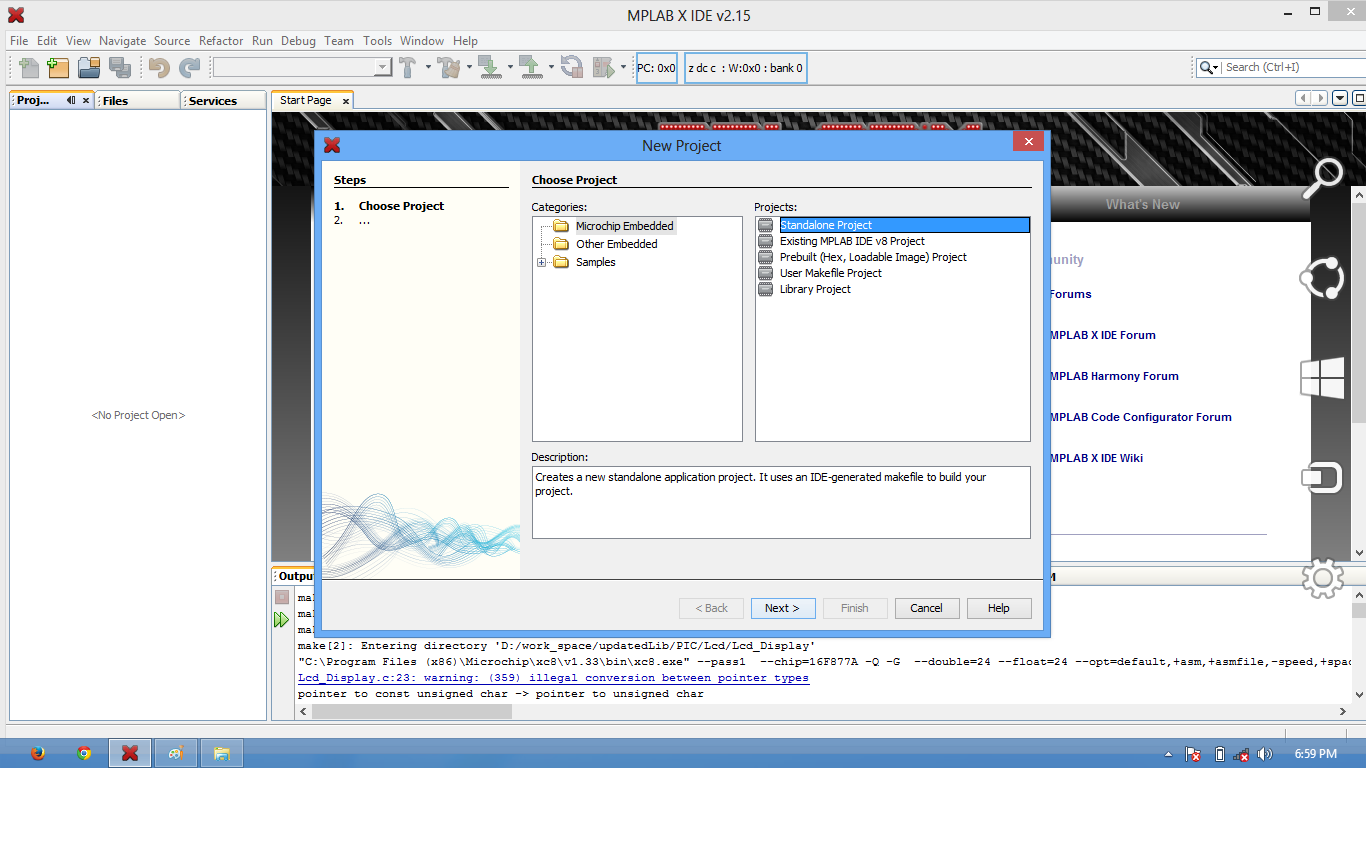 MPLAB X IDE v2.15
File Edit View Navigate Source Refactor Run Debug Team Tools Window Help
PC: 0x0 z dc c : W:0x0 : bank 0 Search (Ctrl+I)
Proj... Files Services Start Page
New Project
Steps
1. Choose Project
2. ...
Choose Project
Categories:
Microchip Embedded
Other Embedded
Samples
Projects:
Standalone Project
Existing MPLAB IDE v8 Project
Prebuilt (Hex, Loadable Image) Project
User Makefile Project
Library Project
Description:
Creates a new standalone application project. It uses an IDE-generated makefile to build your
project.
< Back Next > Finish Cancel Help
<No Project Open>
What's New
unity
Forums
MPLAB X IDE Forum
MPLAB Harmony Forum
MPLAB Code Configurator Forum
MPLAB X IDE Wiki
Outpu
ma
ma
ma
make[2]: Entering directory 'D:/work_space/updatedLib/PIC/Lcd/Lcd_Display'
"C:\Program Files (x86)\Microchip\xc8\v1.33\bin\xc8.exe" --pass1 --chip=16F877A -Q -G --double=24 --float=24 --opt=default,+asm,+asmfile,-speed,+spac
Lcd_Display.c:23: warning: (359) illegal conversion between pointer types
pointer to const unsigned char -> pointer to unsigned char
6:59 PM